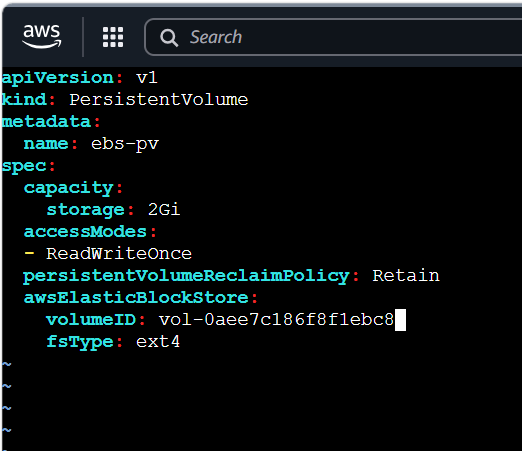 aws
Search
apiVersion: v1
kind: PersistentVolume
metadata:
  name: ebs-pv
spec:
  capacity:
    storage: 2Gi
  accessModes:
  - ReadWriteOnce
  persistentVolumeReclaimPolicy: Retain
  awsElasticBlockStore:
    volumeID: vol-0aee7c186f8f1ebc8
    fsType: ext4
~
~
~
~
~